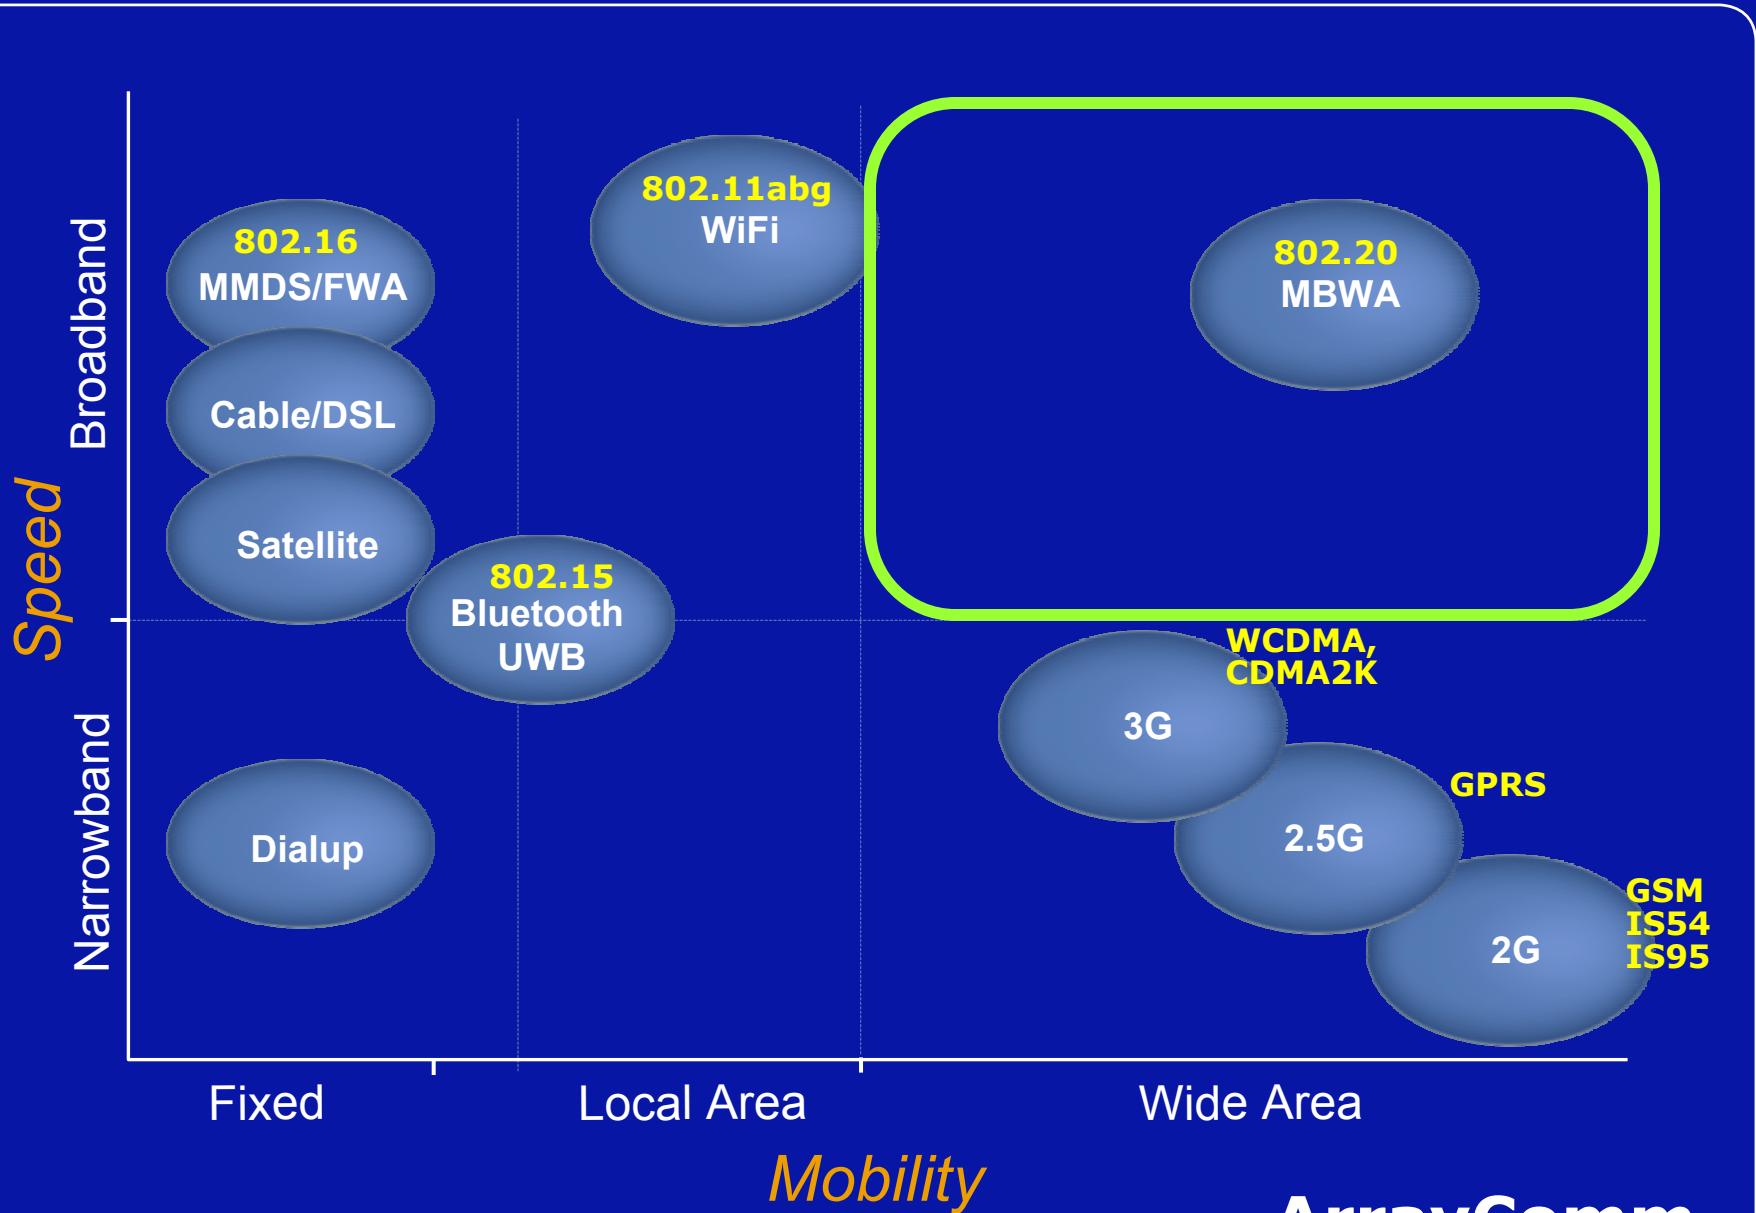 802.11abg
WiFi
802.16
MMDS/FWA
802.20
MBWA
Broadband
Cable/DSL
Speed
Satellite
802.15
Bluetooth
UWB
WCDMA,
CDMA2K
3G
Narrowband
GPRS
2.5G
Dialup
GSM
IS54
IS95
2G
Fixed
Local Area
Wide Area
Mobility
ArrayComm